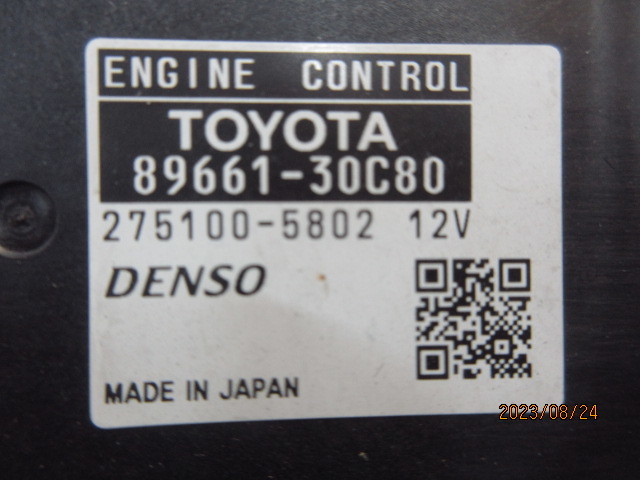 ENGINE CONTROL
TOYOTA
89661-30C80
275100-5802 12V
DENSO
MADE IN JAPAN
2023/08/24